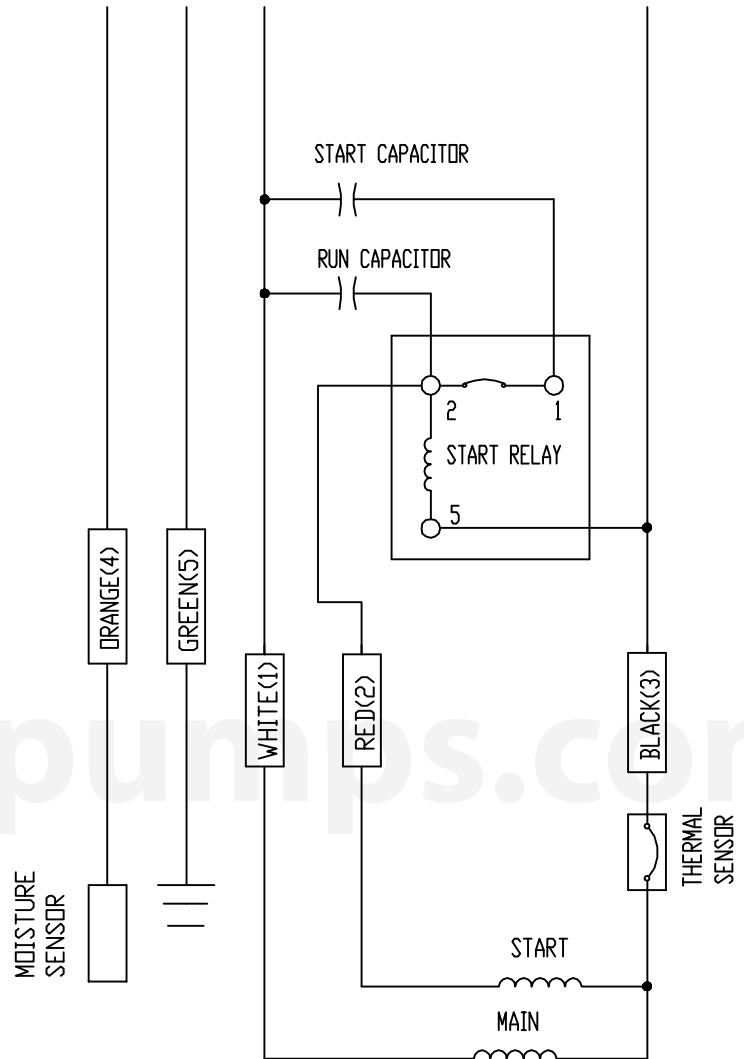 START CAPACITOR
RUN CAPACITOR
2
1
START RELAY
5
ORANGE(4)
GREEN(5)
WHITE(1)
RED(2)
BLACK(3)
pumps.com
THERMAL
SENSOR
MOISTURE
SENSOR
START
MAIN